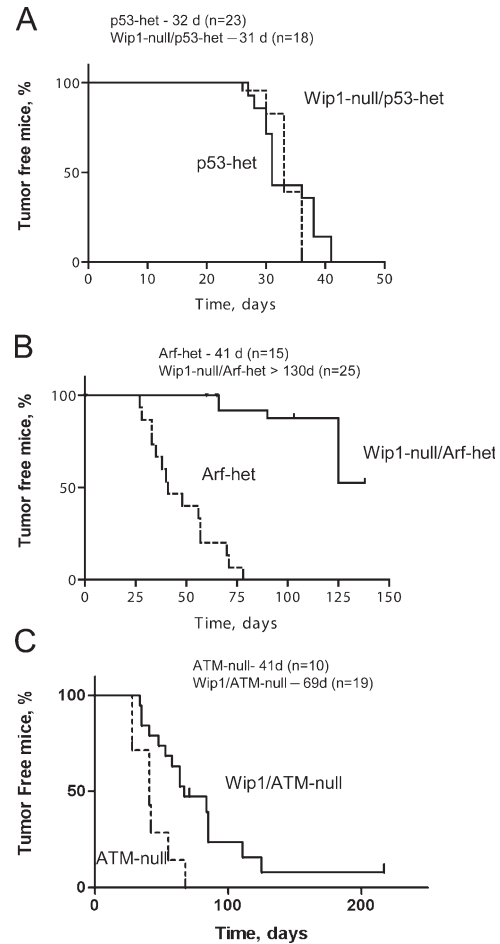 A
p53-het - 32 d (n=23)
Wip1-null/p53-het – 31 d (n=18)
Tumor free mice, %
100
50
0
Wip1-null/p53-het
p53-het
0 10 20 30 40 50
Time, days
B
Arf-het - 41 d (n=15)
Wip1-null/Arf-het > 130d (n=25)
Tumor free mice, %
100
50
0
Wip1-null/Arf-het
Arf-het
0 25 50 75 100 125 150
Time, days
C
ATM-null- 41d (n=10)
Wip1/ATM-null – 69d (n=19)
Tumor Free mice, %
100
50
0
Wip1/ATM-null
ATM-null
0 100 200
Time, days